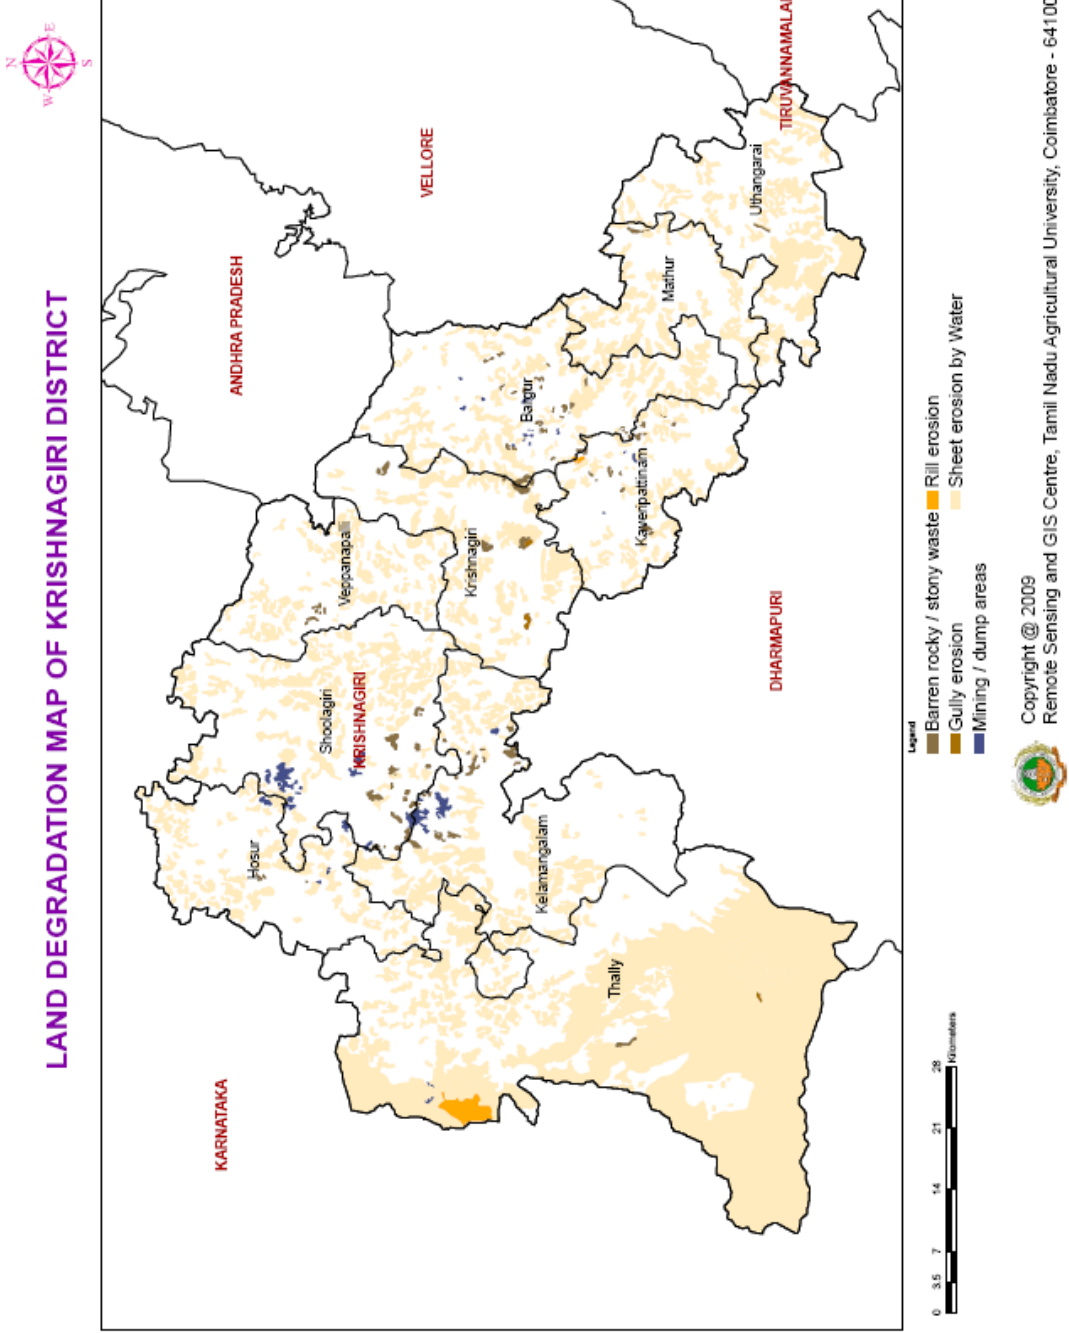 LAND DEGRADATION MAP OF KRISHNAGIRI DISTRICT
N
E
S
W
ANDHRA PRADESH
VELLORE
TIRUVANNAMALAI
KARNATAKA
DHARMAPURI
KRISHNAGIRI
Hosur
Shoolagiri
Veppanapalli
Krishnagiri
Bargur
Mathur
Uthangarai
Kaveripattinam
Kelamangalam
Thally
Legend
Barren rocky / stony waste
Rill erosion
Gully erosion
Sheet erosion by Water
Mining / dump areas
0 3.5 7 14 21 28
Kilometers
Copyright @ 2009
Remote Sensing and GIS Centre, Tamil Nadu Agricultural University, Coimbatore - 64100